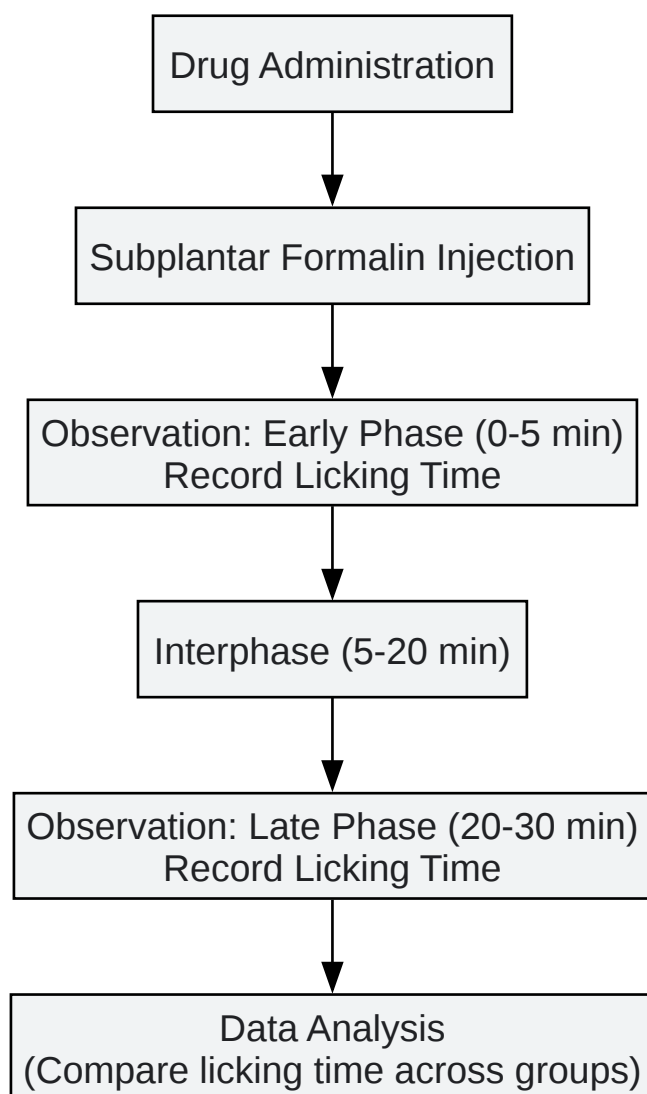 Drug Administration
Subplantar Formalin Injection
Observation: Early Phase (0-5 min)
Record Licking Time
Interphase (5-20 min)
Observation: Late Phase (20-30 min)
Record Licking Time
Data Analysis
(Compare licking time across groups)